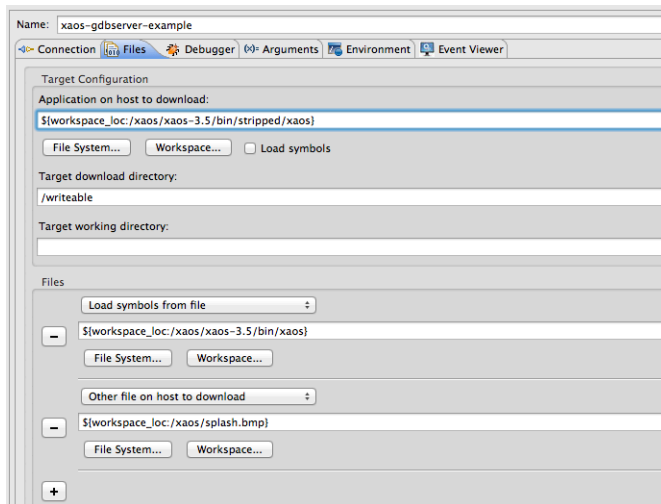 Name: xaos-gdbserver-example
Connection Files Debugger (x)= Arguments Environment Event Viewer
Target Configuration
Application on host to download:
${workspace_loc:/xaos/xaos-3.5/bin/stripped/xaos}
File System... Workspace... Load symbols
Target download directory:
/writeable
Target working directory:
Files
Load symbols from file
−
${workspace_loc:/xaos/xaos-3.5/bin/xaos}
File System... Workspace...
Other file on host to download
−
${workspace_loc:/xaos/splash.bmp}
File System... Workspace...
+